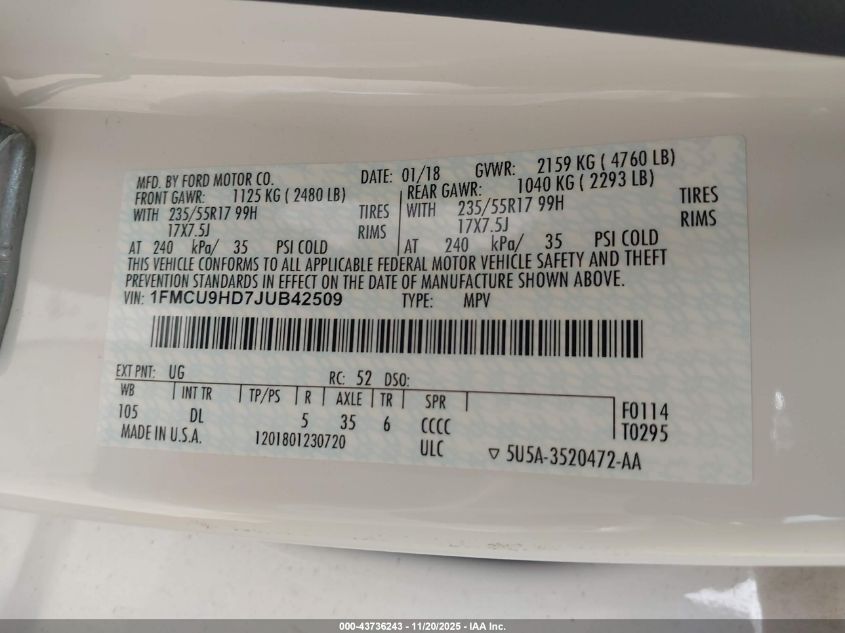 MFD. BY FORD MOTOR CO. DATE: 01/18 GVWR: 2159 KG ( 4760 LB)
FRONT GAWR: 1125 KG ( 2480 LB) REAR GAWR: 1040 KG ( 2293 LB)
WITH 235/55R17 99H TIRES WITH 235/55R17 99H TIRES
17X7.5J RIMS 17X7.5J RIMS
AT 240 kPa/ 35 PSI COLD AT 240 kPa/ 35 PSI COLD
THIS VEHICLE CONFORMS TO ALL APPLICABLE FEDERAL MOTOR VEHICLE SAFETY AND THEFT
PREVENTION STANDARDS IN EFFECT ON THE DATE OF MANUFACTURE SHOWN ABOVE.
VIN: 1FMCU9HD7JUB42509 TYPE: MPV
EXT PNT: UG RC: 52 DSO:
WB INT TR TP/PS R AXLE TR SPR F0114
105 DL 5 35 6 CCCC T0295
MADE IN U.S.A. 1201801230720 ULC ▽ 5U5A-3520472-AA
000-43736243 - 11/20/2025 - IAA Inc.